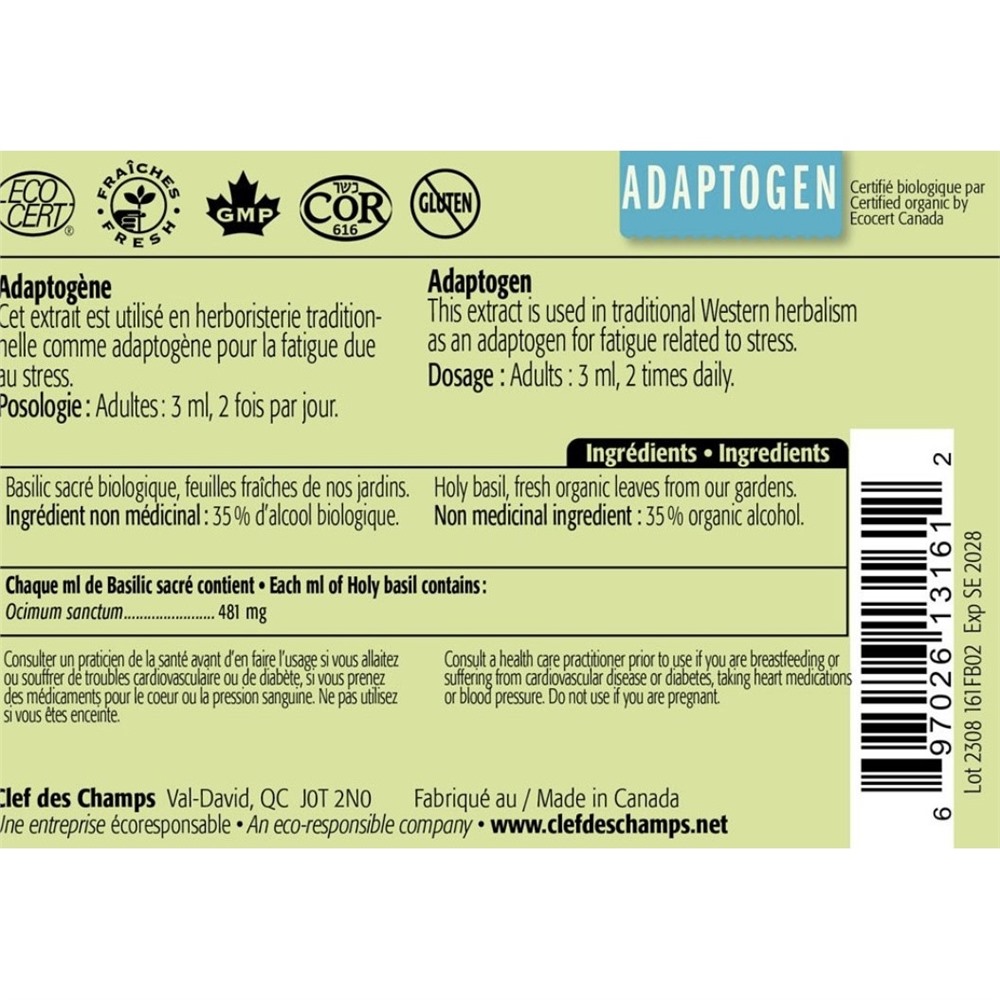 ECO
CERT
®
FRAÎCHES
FRESH
GMP
כשר
COR
616
GLUTEN
ADAPTOGEN
Certifié biologique par
Certified organic by
Ecocert Canada
Adaptogène
Cet extrait est utilisé en herboristerie tradition-
nelle comme adaptogène pour la fatigue due
au stress.
Posologie : Adultes : 3 ml, 2 fois par jour.
Adaptogen
This extract is used in traditional Western herbalism
as an adaptogen for fatigue related to stress.
Dosage : Adults : 3 ml, 2 times daily.
Ingrédients • Ingredients
Basilic sacré biologique, feuilles fraîches de nos jardins.
Ingrédient non médicinal : 35 % d'alcool biologique.
Holy basil, fresh organic leaves from our gardens.
Non medicinal ingredient : 35 % organic alcohol.
Chaque ml de Basilic sacré contient • Each ml of Holy basil contains :
Ocimum sanctum....................... 481 mg
Consulter un praticien de la santé avant d'en faire l'usage si vous allaitez
ou souffrer de troubles cardiovasculaire ou de diabète, si vous prenez
des médicaments pour le coeur ou la pression sanguine. Ne pas utilisez
si vous êtes enceinte.
Consult a health care practitioner prior to use if you are breastfeeding or
suffering from cardiovascular disease or diabetes, taking heart medications
or blood pressure. Do not use if you are pregnant.
Clef des Champs Val-David, QC J0T 2N0 Fabriqué au / Made in Canada
Une entreprise écoresponsable • An eco-responsible company • www.clefdeschamps.net
6 97026 13161 2
Lot 2308 161FB02 Exp SE 2028